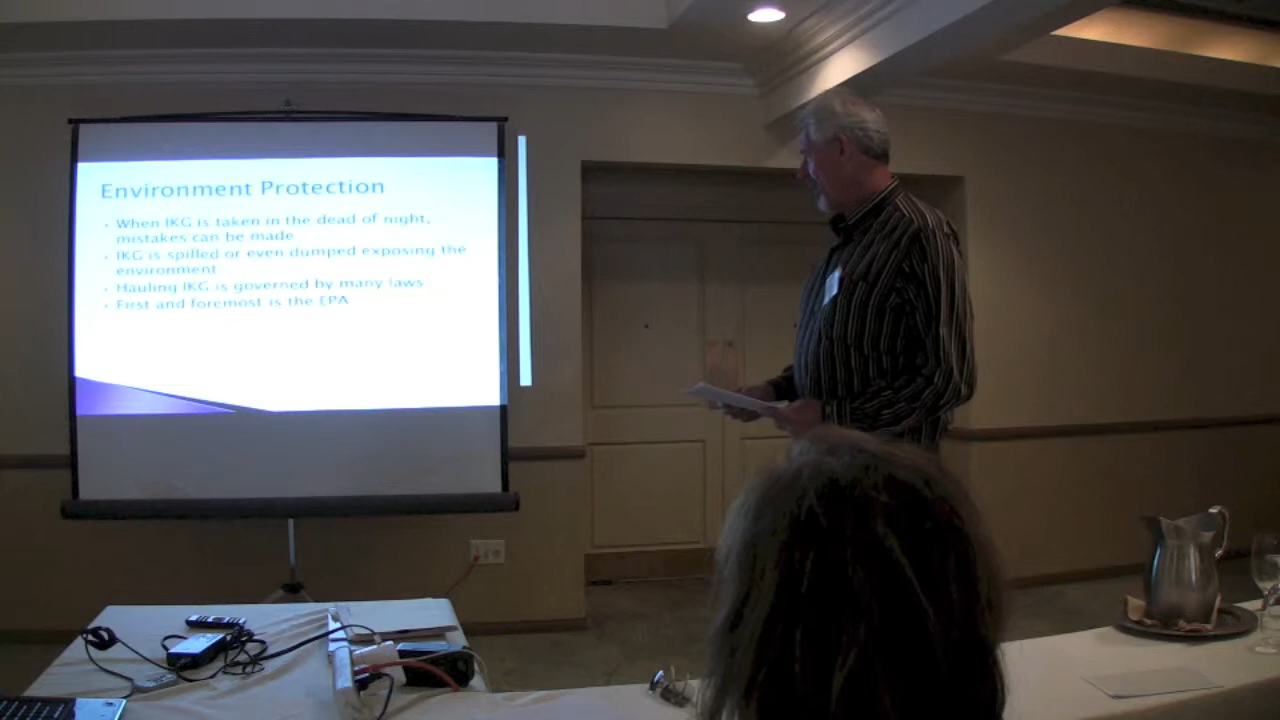 Environment Protection
• When IKG is taken in the dead of night,
mistakes can be made
• IKG is spilled or even dumped exposing the
environment
• Hauling IKG is governed by many laws
• First and foremost is the EPA